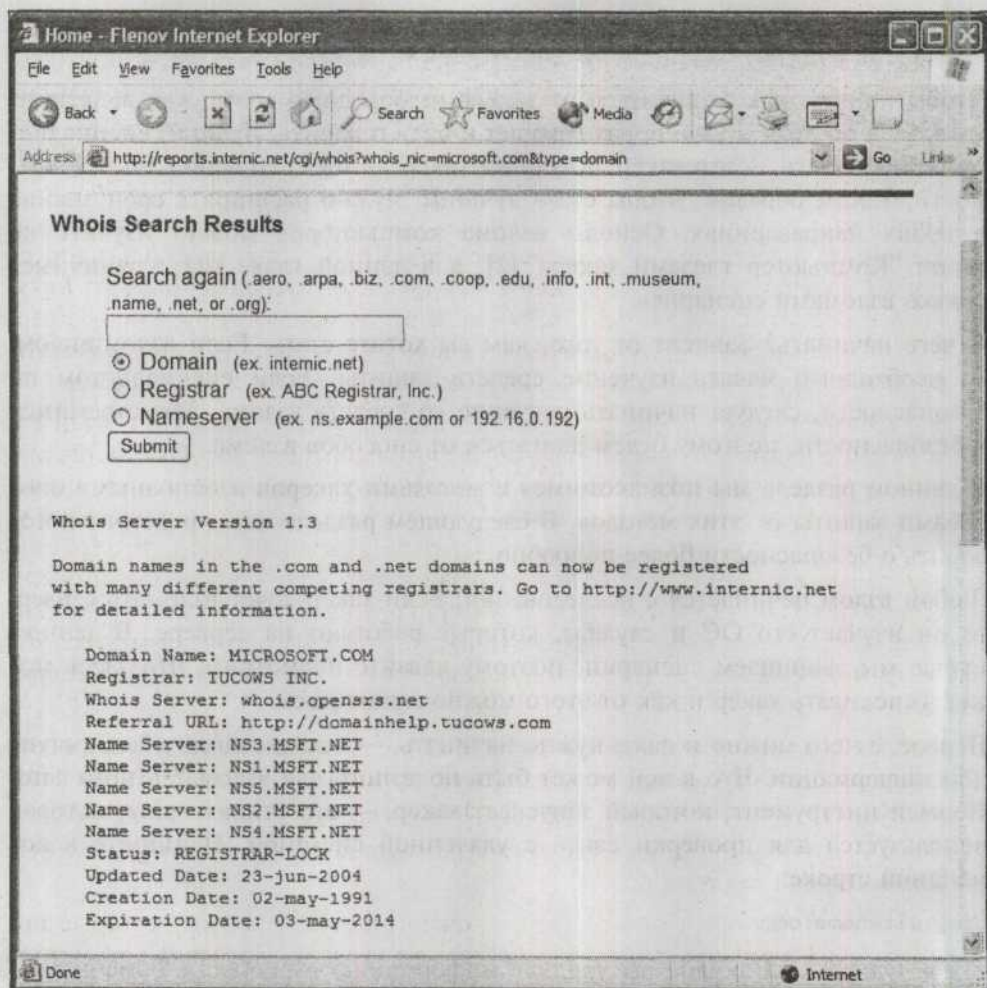 Home - Flenov Internet Explorer
File Edit View Favorites Tools Help
Back Search Favorites Media
Address http://reports.internic.net/cgi/whois?whois_nic=microsoft.com&type=domain Go Links »
Whois Search Results
Search again (.aero, .arpa, .biz, .com, .coop, .edu, .info, .int, .museum,
.name, .net, or .org):
Domain (ex. internic.net)
Registrar (ex. ABC Registrar, Inc.)
Nameserver (ex. ns.example.com or 192.16.0.192)
Submit
Whois Server Version 1.3
Domain names in the .com and .net domains can now be registered
with many different competing registrars. Go to http://www.internic.net
for detailed information.
Domain Name: MICROSOFT.COM
Registrar: TUCOWS INC.
Whois Server: whois.opensrs.net
Referral URL: http://domainhelp.tucows.com
Name Server: NS3.MSFT.NET
Name Server: NS1.MSFT.NET
Name Server: NS5.MSFT.NET
Name Server: NS2.MSFT.NET
Name Server: NS4.MSFT.NET
Status: REGISTRAR-LOCK
Updated Date: 23-jun-2004
Creation Date: 02-may-1991
Expiration Date: 03-may-2014
Done Internet